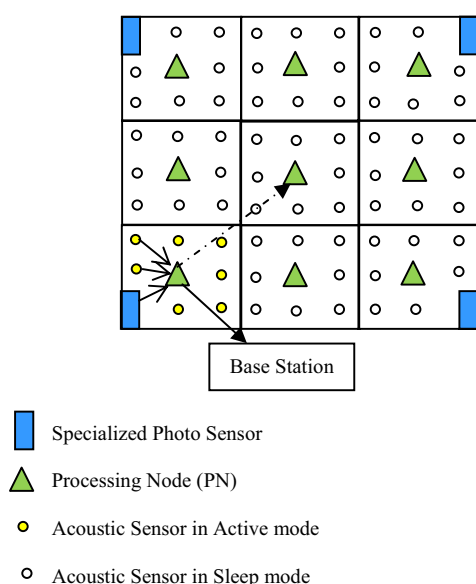 Base Station
Specialized Photo Sensor
Processing Node (PN)
Acoustic Sensor in Active mode
Acoustic Sensor in Sleep mode